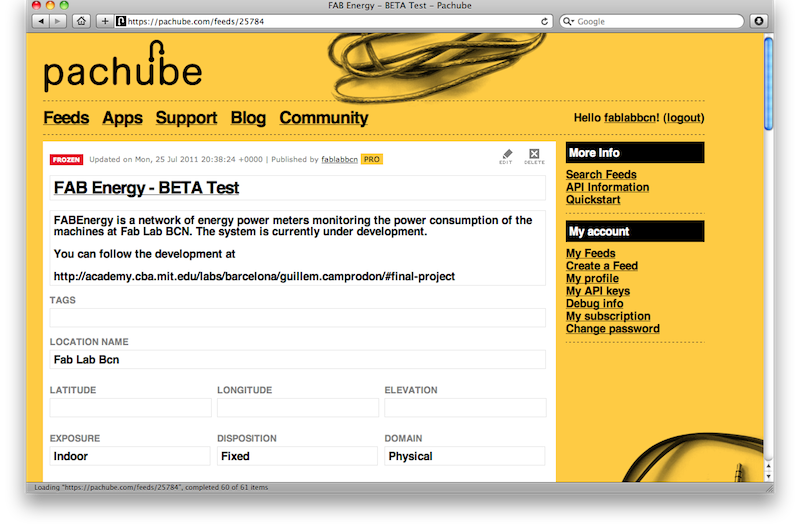 FAB Energy – BETA Test – Pachube
https://pachube.com/feeds/25784
Google
pachube
Feeds Apps Support Blog Community
Hello fablabbcn! (logout)
FROZEN Updated on Mon, 25 Jul 2011 20:38:24 +0000 | Published by fablabbcn PRO
EDIT DELETE
FAB Energy - BETA Test
FABEnergy is a network of energy power meters monitoring the power consumption of the
machines at Fab Lab BCN. The system is currently under development.
You can follow the development at
http://academy.cba.mit.edu/labs/barcelona/guillem.camprodon/#final-project
TAGS
LOCATION NAME
Fab Lab Bcn
LATITUDE LONGITUDE ELEVATION
EXPOSURE DISPOSITION DOMAIN
Indoor Fixed Physical
More Info
Search Feeds
API Information
Quickstart
My account
My Feeds
Create a Feed
My profile
My API keys
Debug info
My subscription
Change password
Loading "https://pachube.com/feeds/25784", completed 60 of 61 items